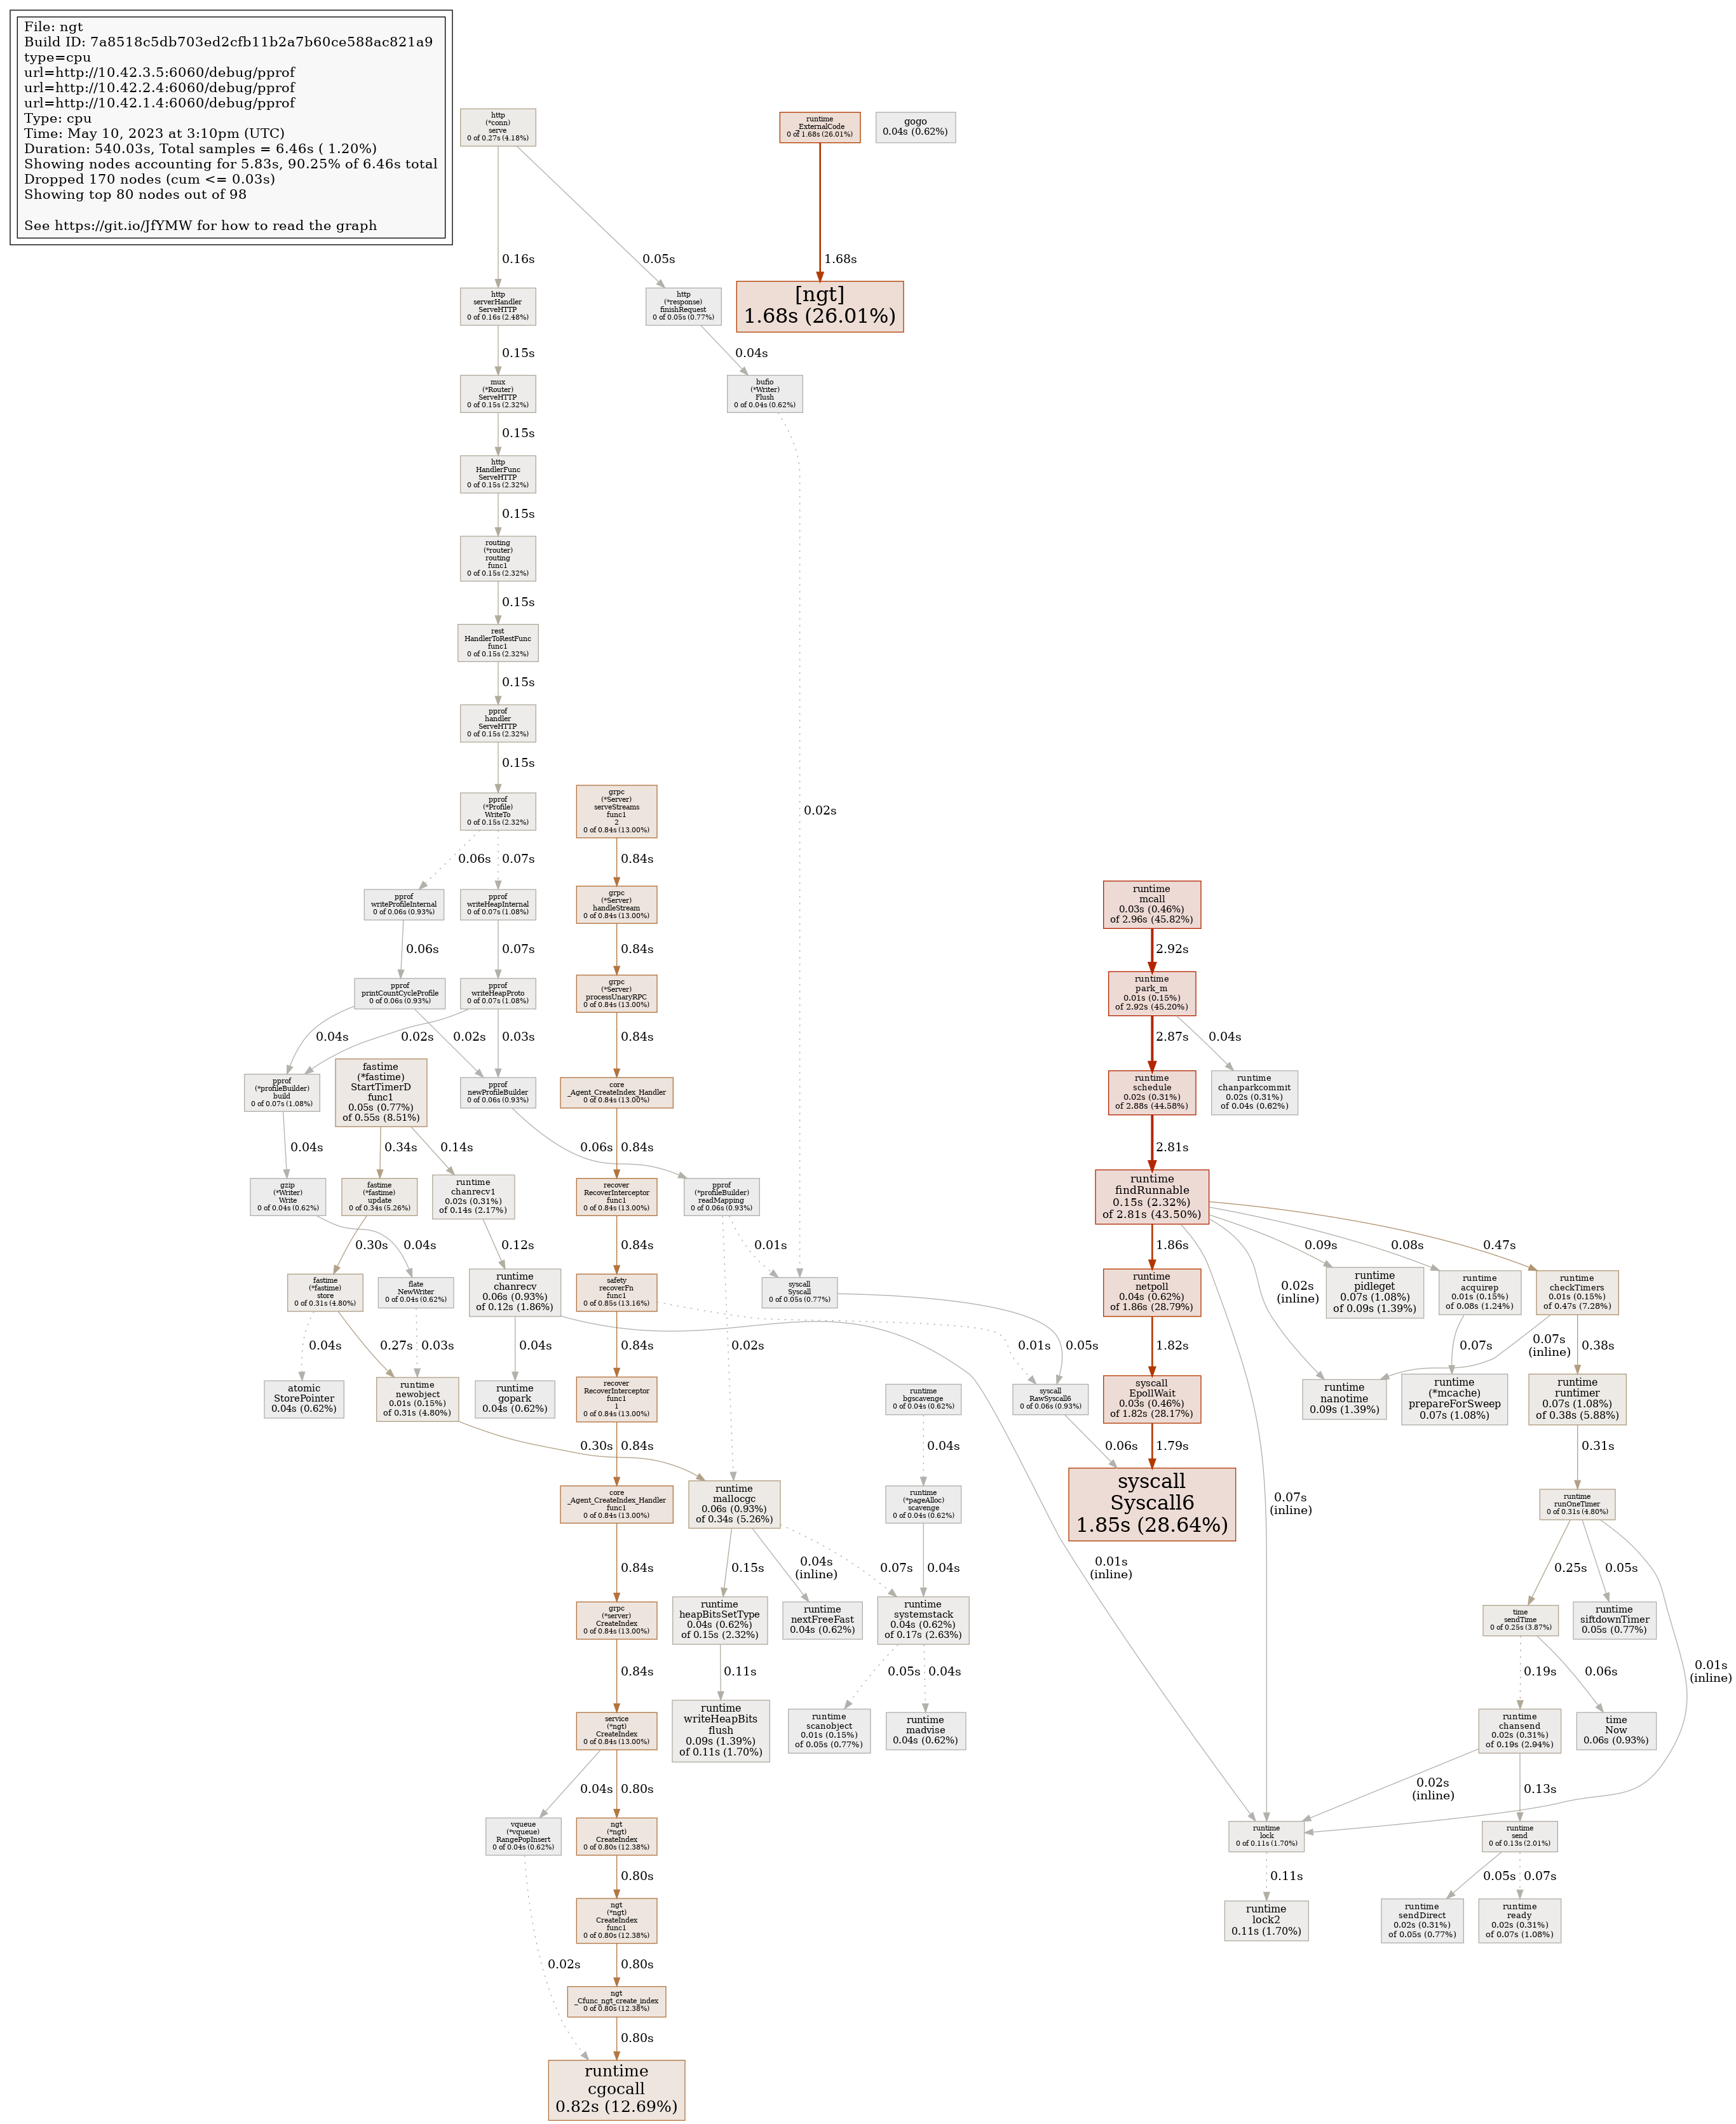 File: ngt
Build ID: 7a8518c5db703ed2cfb11b2a7b60ce588ac821a9
type=cpu
url=http://10.42.3.5:6060/debug/pprof
url=http://10.42.2.4:6060/debug/pprof
url=http://10.42.1.4:6060/debug/pprof
Type: cpu
Time: May 10, 2023 at 3:10pm (UTC)
Duration: 540.03s, Total samples = 6.46s ( 1.20%)
Showing nodes accounting for 5.83s, 90.25% of 6.46s total
Dropped 170 nodes (cum <= 0.03s)
Showing top 80 nodes out of 98
See https://git.io/JfYMW for how to read the graph
http
(*conn)
serve
0 of 0.27s (4.18%)
runtime
_ExternalCode
0 of 1.68s (26.01%)
gogo
0.04s (0.62%)
0.16s
0.05s
1.68s
http
serverHandler
ServeHTTP
0 of 0.16s (2.48%)
http
(*response)
finishRequest
0 of 0.05s (0.77%)
[ngt]
1.68s (26.01%)
0.15s
0.04s
mux
(*Router)
ServeHTTP
0 of 0.15s (2.32%)
bufio
(*Writer)
Flush
0 of 0.04s (0.62%)
0.15s
http
HandlerFunc
ServeHTTP
0 of 0.15s (2.32%)
0.15s
routing
(*router)
routing
func1
0 of 0.15s (2.32%)
0.15s
rest
HandlerToRestFunc
func1
0 of 0.15s (2.32%)
0.15s
pprof
handler
ServeHTTP
0 of 0.15s (2.32%)
0.15s
pprof
(*Profile)
WriteTo
0 of 0.15s (2.32%)
grpc
(*Server)
serveStreams
func1
2
0 of 0.84s (13.00%)
0.02s
0.06s
0.07s
0.84s
pprof
writeProfileInternal
0 of 0.06s (0.93%)
pprof
writeHeapInternal
0 of 0.07s (1.08%)
grpc
(*Server)
handleStream
0 of 0.84s (13.00%)
runtime
mcall
0.03s (0.46%)
of 2.96s (45.82%)
0.06s
0.07s
0.84s
2.92s
pprof
printCountCycleProfile
0 of 0.06s (0.93%)
pprof
writeHeapProto
0 of 0.07s (1.08%)
grpc
(*Server)
processUnaryRPC
0 of 0.84s (13.00%)
runtime
park_m
0.01s (0.15%)
of 2.92s (45.20%)
0.04s
0.02s
0.02s
0.03s
0.84s
2.87s
0.04s
pprof
(*profileBuilder)
build
0 of 0.07s (1.08%)
fastime
(*fastime)
StartTimerD
func1
0.05s (0.77%)
of 0.55s (8.51%)
pprof
newProfileBuilder
0 of 0.06s (0.93%)
core
_Agent_CreateIndex_Handler
0 of 0.84s (13.00%)
runtime
schedule
0.02s (0.31%)
of 2.88s (44.58%)
runtime
chanparkcommit
0.02s (0.31%)
of 0.04s (0.62%)
0.04s
0.34s
0.14s
0.06s
0.84s
2.81s
gzip
(*Writer)
Write
0 of 0.04s (0.62%)
fastime
(*fastime)
update
0 of 0.34s (5.26%)
runtime
chanrecv1
0.02s (0.31%)
of 0.14s (2.17%)
recover
RecoverInterceptor
func1
0 of 0.84s (13.00%)
pprof
(*profileBuilder)
readMapping
0 of 0.06s (0.93%)
runtime
findRunnable
0.15s (2.32%)
of 2.81s (43.50%)
0.30s
0.04s
0.12s
0.84s
0.01s
1.86s
0.02s
(inline)
0.09s
0.08s
0.47s
fastime
(*fastime)
store
0 of 0.31s (4.80%)
flate
NewWriter
0 of 0.04s (0.62%)
runtime
chanrecv
0.06s (0.93%)
of 0.12s (1.86%)
safety
recoverFn
func1
0 of 0.85s (13.16%)
syscall
Syscall
0 of 0.05s (0.77%)
runtime
netpoll
0.04s (0.62%)
of 1.86s (28.79%)
runtime
pidleget
0.07s (1.08%)
of 0.09s (1.39%)
runtime
acquirep
0.01s (0.15%)
of 0.08s (1.24%)
runtime
checkTimers
0.01s (0.15%)
of 0.47s (7.28%)
0.04s
0.27s
0.03s
0.04s
0.84s
0.02s
0.01s
0.05s
1.82s
0.07s
0.07s
(inline)
0.38s
atomic
StorePointer
0.04s (0.62%)
runtime
newobject
0.01s (0.15%)
of 0.31s (4.80%)
runtime
gopark
0.04s (0.62%)
recover
RecoverInterceptor
func1
1
0 of 0.84s (13.00%)
runtime
bgscavenge
0 of 0.04s (0.62%)
syscall
RawSyscall6
0 of 0.06s (0.93%)
syscall
EpollWait
0.03s (0.46%)
of 1.82s (28.17%)
runtime
nanotime
0.09s (1.39%)
runtime
(*mcache)
prepareForSweep
0.07s (1.08%)
runtime
runtimer
0.07s (1.08%)
of 0.38s (5.88%)
0.30s
0.84s
0.04s
0.06s
1.79s
0.31s
core
_Agent_CreateIndex_Handler
func1
0 of 0.84s (13.00%)
runtime
mallocgc
0.06s (0.93%)
of 0.34s (5.26%)
runtime
(*pageAlloc)
scavenge
0 of 0.04s (0.62%)
syscall
Syscall6
1.85s (28.64%)
0.07s
(inline)
runtime
runOneTimer
0 of 0.31s (4.80%)
0.84s
0.15s
0.04s
(inline)
0.07s
0.04s
0.01s
(inline)
0.25s
0.05s
grpc
(*server)
CreateIndex
0 of 0.84s (13.00%)
runtime
heapBitsSetType
0.04s (0.62%)
of 0.15s (2.32%)
runtime
nextFreeFast
0.04s (0.62%)
runtime
systemstack
0.04s (0.62%)
of 0.17s (2.63%)
time
sendTime
0 of 0.25s (3.87%)
runtime
siftdownTimer
0.05s (0.77%)
0.84s
0.11s
0.05s
0.04s
0.19s
0.06s
0.01s
(inline)
service
(*ngt)
CreateIndex
0 of 0.84s (13.00%)
runtime
writeHeapBits
flush
0.09s (1.39%)
of 0.11s (1.70%)
runtime
scanobject
0.01s (0.15%)
of 0.05s (0.77%)
runtime
madvise
0.04s (0.62%)
runtime
chansend
0.02s (0.31%)
of 0.19s (2.94%)
time
Now
0.06s (0.93%)
0.04s
0.80s
0.02s
(inline)
0.13s
vqueue
(*vqueue)
RangePopInsert
0 of 0.04s (0.62%)
ngt
(*ngt)
CreateIndex
0 of 0.80s (12.38%)
runtime
lock
0 of 0.11s (1.70%)
runtime
send
0 of 0.13s (2.01%)
0.80s
0.11s
0.05s
0.07s
ngt
(*ngt)
CreateIndex
func1
0 of 0.80s (12.38%)
runtime
lock2
0.11s (1.70%)
runtime
sendDirect
0.02s (0.31%)
of 0.05s (0.77%)
runtime
ready
0.02s (0.31%)
of 0.07s (1.08%)
0.02s
0.80s
ngt
_Cfunc_ngt_create_index
0 of 0.80s (12.38%)
0.80s
runtime
cgocall
0.82s (12.69%)